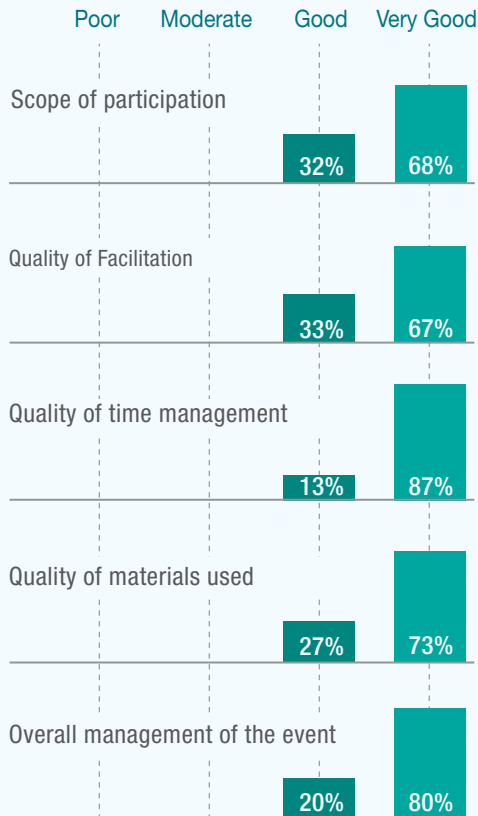 Poor Moderate Good Very Good
Scope of participation
32% 68%
Quality of Facilitation
33% 67%
Quality of time management
13% 87%
Quality of materials used
27% 73%
Overall management of the event
20% 80%